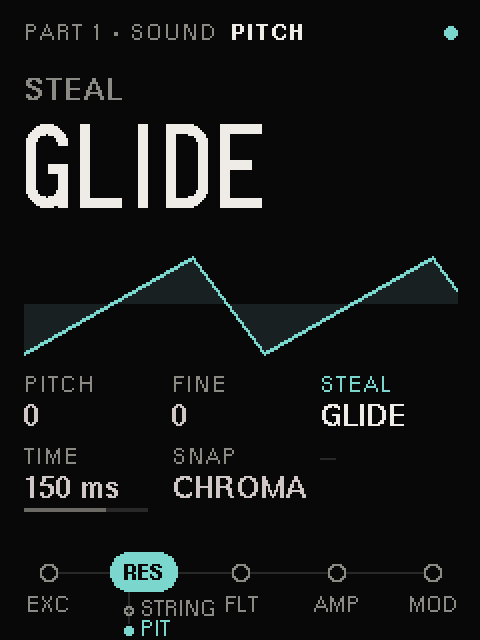 PART 1 · SOUND PITCH
STEAL
GLIDE
PITCH FINE STEAL
0 0 GLIDE
TIME SNAP —
150 ms CHROMA
RES
EXC STRING FLT AMP MOD
PIT